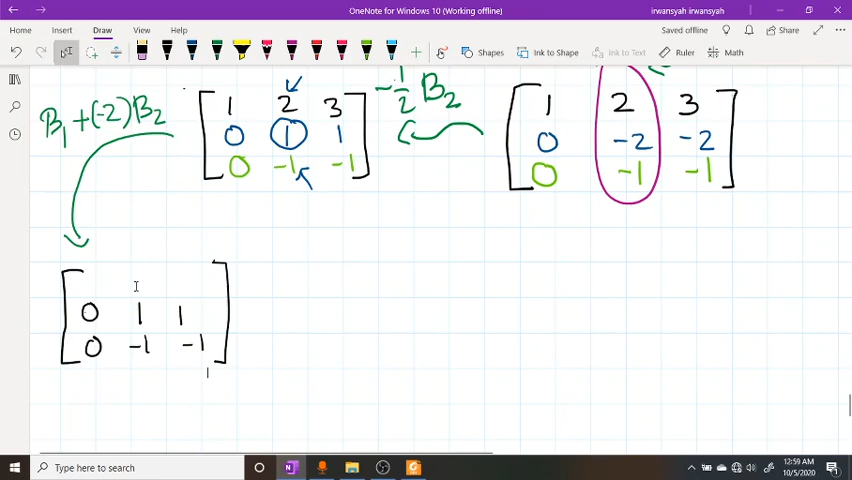 OneNote for Windows 10 (Working offline)
irwansyah irwansyah
Home Insert Draw View Help
Saved offline Share
Shapes Ink to Shape Ink to Text Ruler Math
B1 +(-2)B2
1 2 3
0 1 1
0 -1 -1
-1/2 B2
1 2 3
0 -2 -2
0 -1 -1
0 1 1
0 -1 -1
Type here to search
12:59 AM
10/5/2020